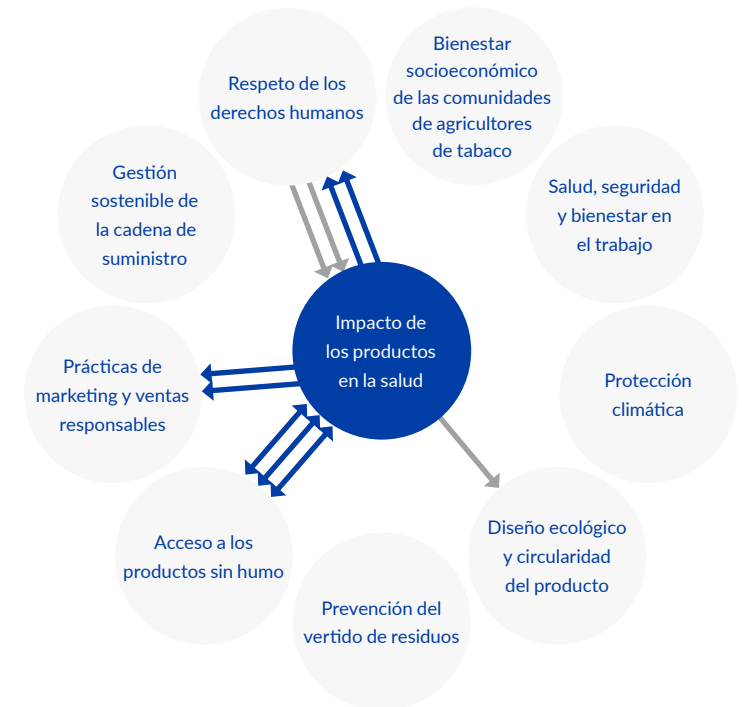 Respeto de los
derechos humanos
Bienestar
socioeconómico
de las comunidades
de agricultores
de tabaco
Salud, seguridad
y bienestar en
el trabajo
Protección
climática
Diseño ecológico
y circularidad
del producto
Prevención del
vertido de residuos
Acceso a los
productos sin humo
Prácticas de
marketing y ventas
responsables
Gestión
sostenible de
la cadena de
suministro
Impacto de
los productos
en la salud